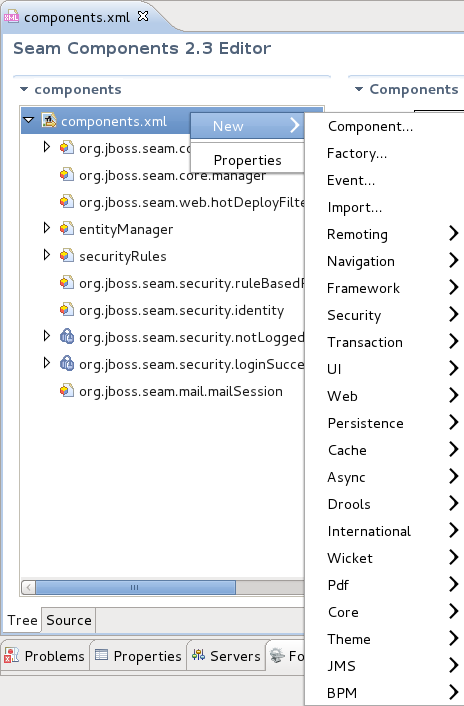 components.xml
Seam Components 2.3 Editor
components
Components
components.xml
org.jboss.seam.co
org.jboss.seam.core.manager
org.jboss.seam.web.hotDeployFilte
entityManager
securityRules
org.jboss.seam.security.ruleBased
org.jboss.seam.security.identity
org.jboss.seam.security.notLogged
org.jboss.seam.security.loginSucce
org.jboss.seam.mail.mailSession
New
Properties
Component...
Factory...
Event...
Import...
Remoting
Navigation
Framework
Security
Transaction
UI
Web
Persistence
Cache
Async
Drools
International
Wicket
Pdf
Core
Theme
JMS
BPM
Tree
Source
Problems
Properties
Servers
Fo